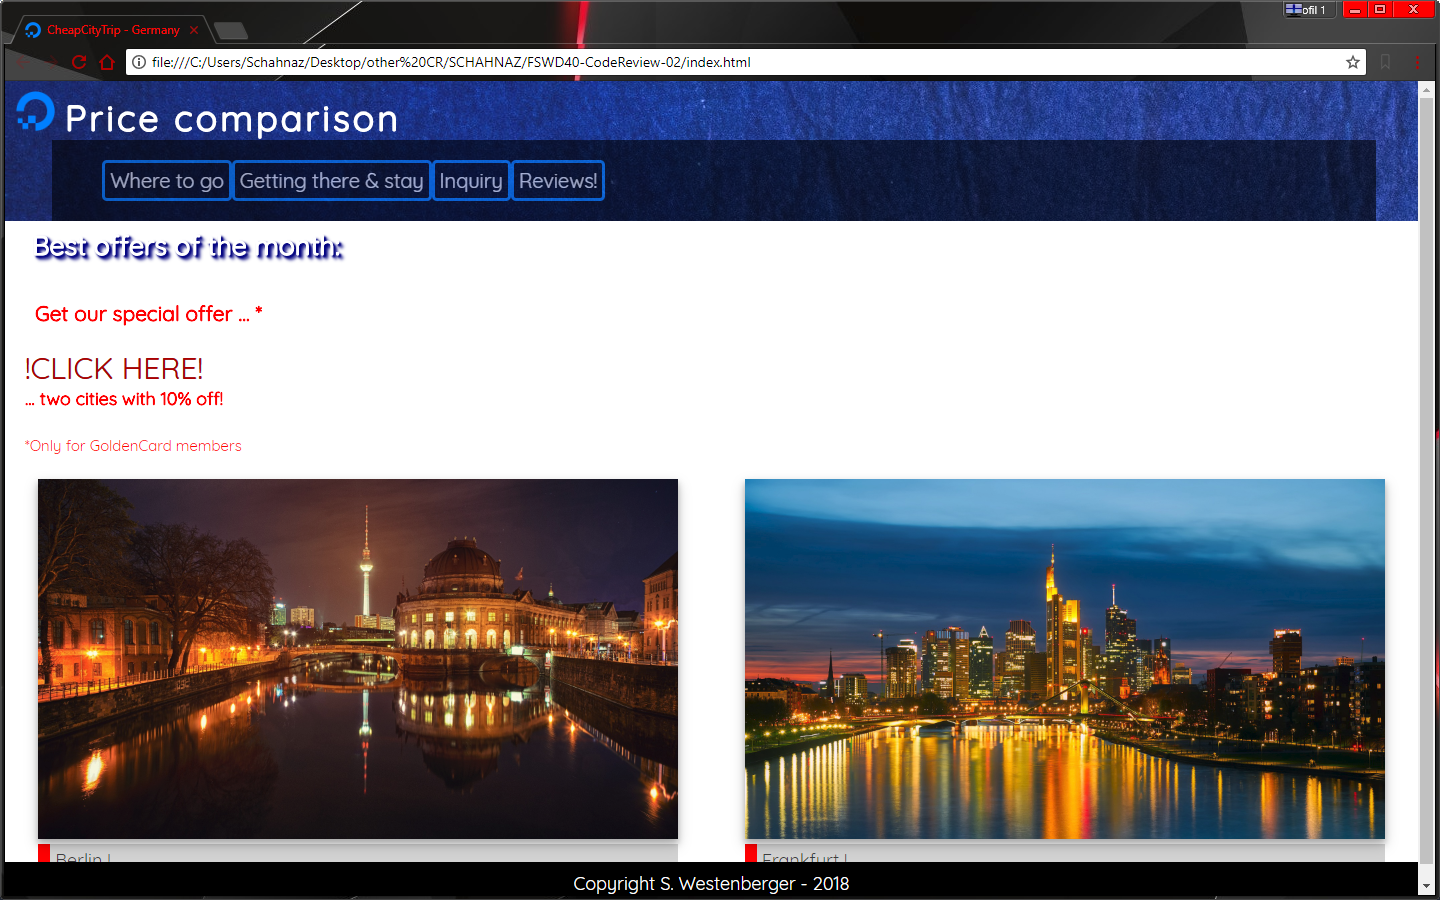 ofil 1
CheapCityTrip - Germany
file:///C:/Users/Schahnaz/Desktop/other%20CR/SCHAHNAZ/FSWD40-CodeReview-02/index.html
Price comparison
Where to go Getting there & stay Inquiry Reviews!
Best offers of the month:
Get our special offer ... *
!CLICK HERE!
... two cities with 10% off!
*Only for GoldenCard members
Berlin ! Frankfurt !
Copyright S. Westenberger - 2018